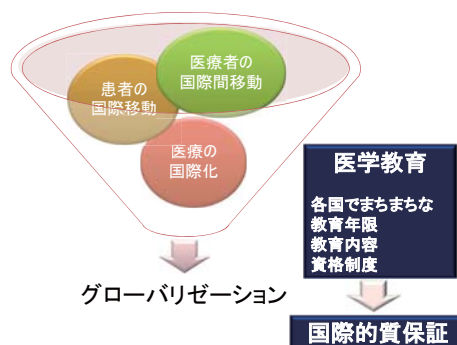 医療者の
国際間移動
患者の
国際移動
医療の
国際化
グローバリゼーション
医学教育
各国でまちまちな
教育年限
教育内容
資格制度
国際的質保証